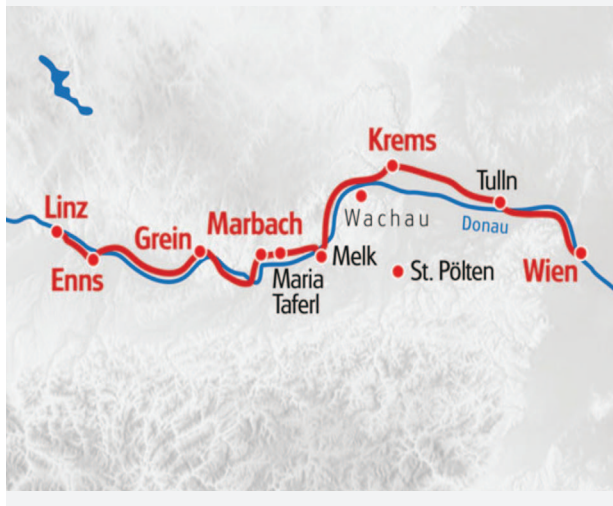 Krems
Tulln
Linz
Marbach
Wachau
Donau
Grein
Melk
Enns
Maria
Taferl
St. Pölten
Wien